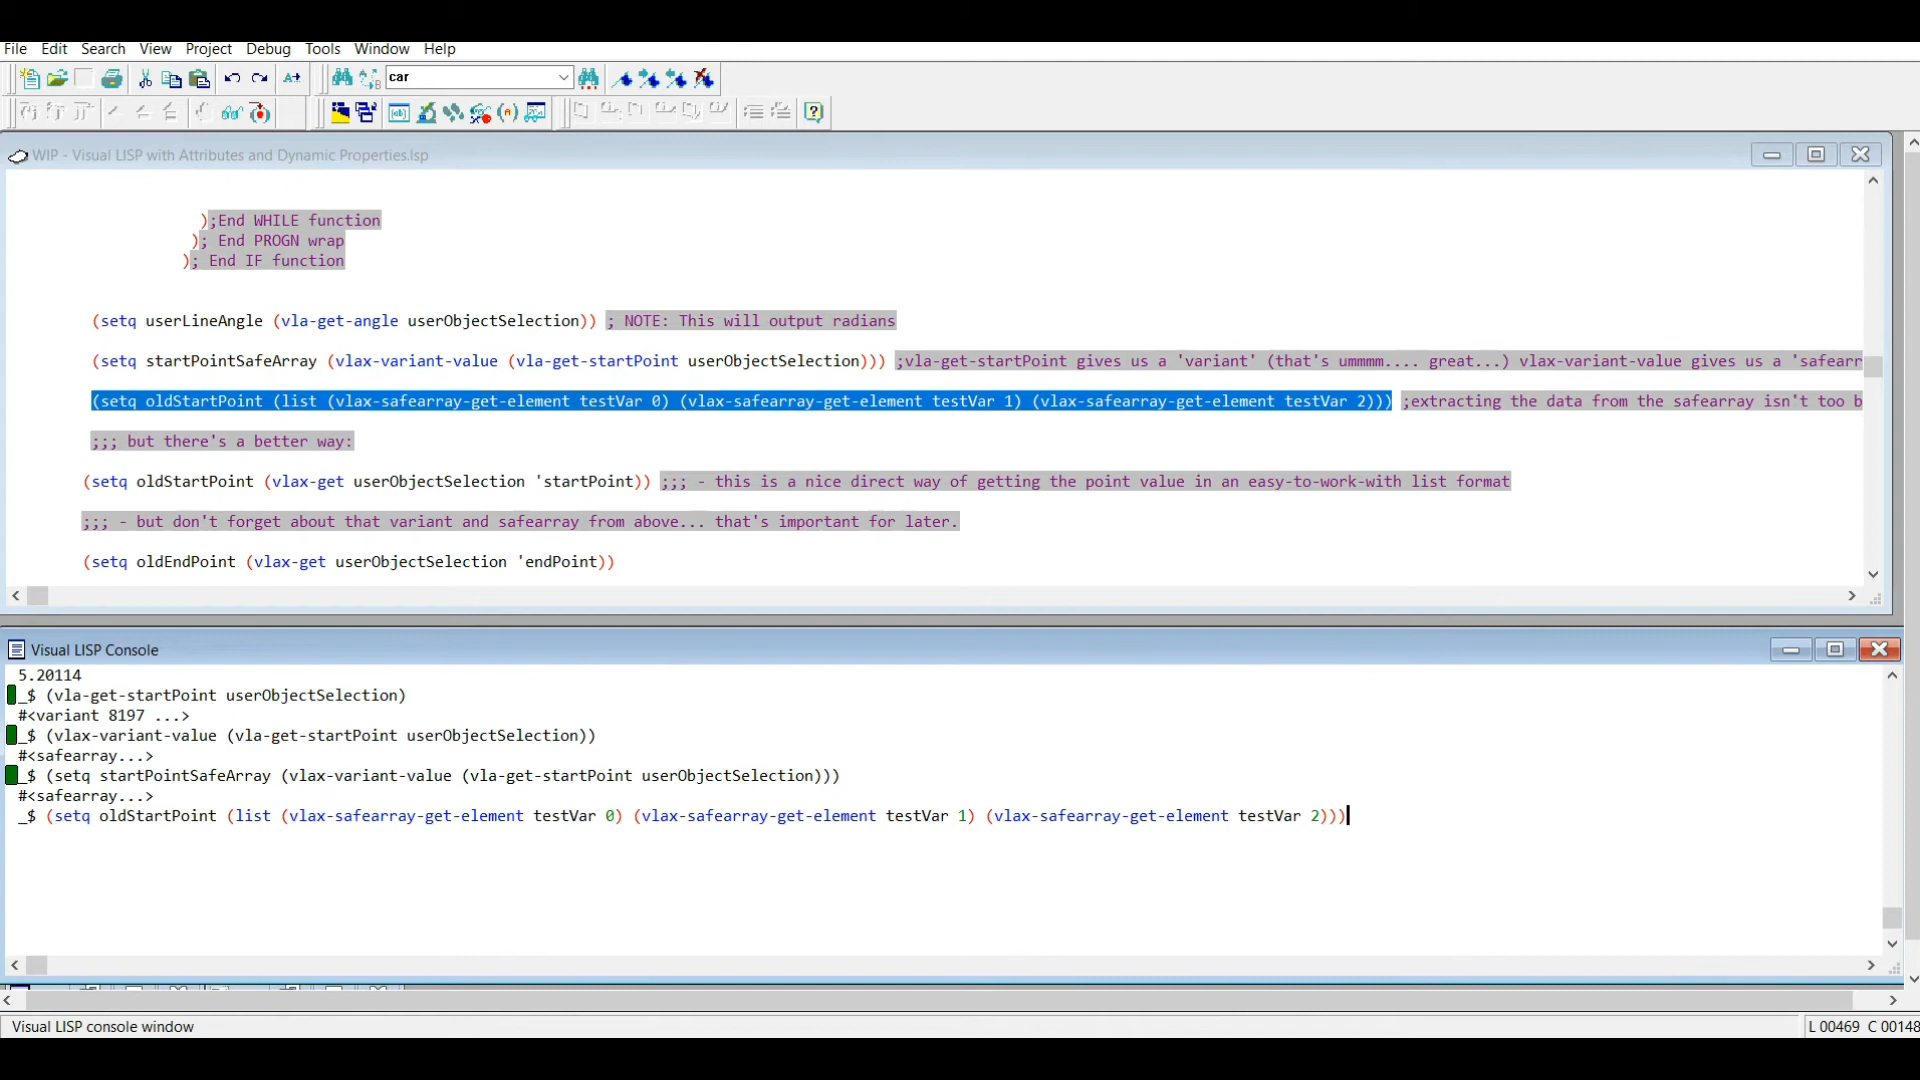 File Edit Search View Project Debug Tools Window Help
car
WIP - Visual LISP with Attributes and Dynamic Properties.lsp
);End WHILE function
); End PROGN wrap
); End IF function
(setq userLineAngle (vla-get-angle userObjectSelection)) ; NOTE: This will output radians
(setq startPointSafeArray (vlax-variant-value (vla-get-startPoint userObjectSelection))) ;vla-get-startPoint gives us a 'variant' (that's ummmm.... great...) vlax-variant-value gives us a 'safearr
(setq oldStartPoint (list (vlax-safearray-get-element testVar 0) (vlax-safearray-get-element testVar 1) (vlax-safearray-get-element testVar 2))) ;extracting the data from the safearray isn't too b
;;; but there's a better way:
(setq oldStartPoint (vlax-get userObjectSelection 'startPoint)) ;;; - this is a nice direct way of getting the point value in an easy-to-work-with list format
;;; - but don't forget about that variant and safearray from above... that's important for later.
(setq oldEndPoint (vlax-get userObjectSelection 'endPoint))
Visual LISP Console
5.20114
_$ (vla-get-startPoint userObjectSelection)
#<variant 8197 ...>
_$ (vlax-variant-value (vla-get-startPoint userObjectSelection))
#<safearray...>
_$ (setq startPointSafeArray (vlax-variant-value (vla-get-startPoint userObjectSelection)))
#<safearray...>
_$ (setq oldStartPoint (list (vlax-safearray-get-element testVar 0) (vlax-safearray-get-element testVar 1) (vlax-safearray-get-element testVar 2)))
Visual LISP console window
L 00469 C 00148